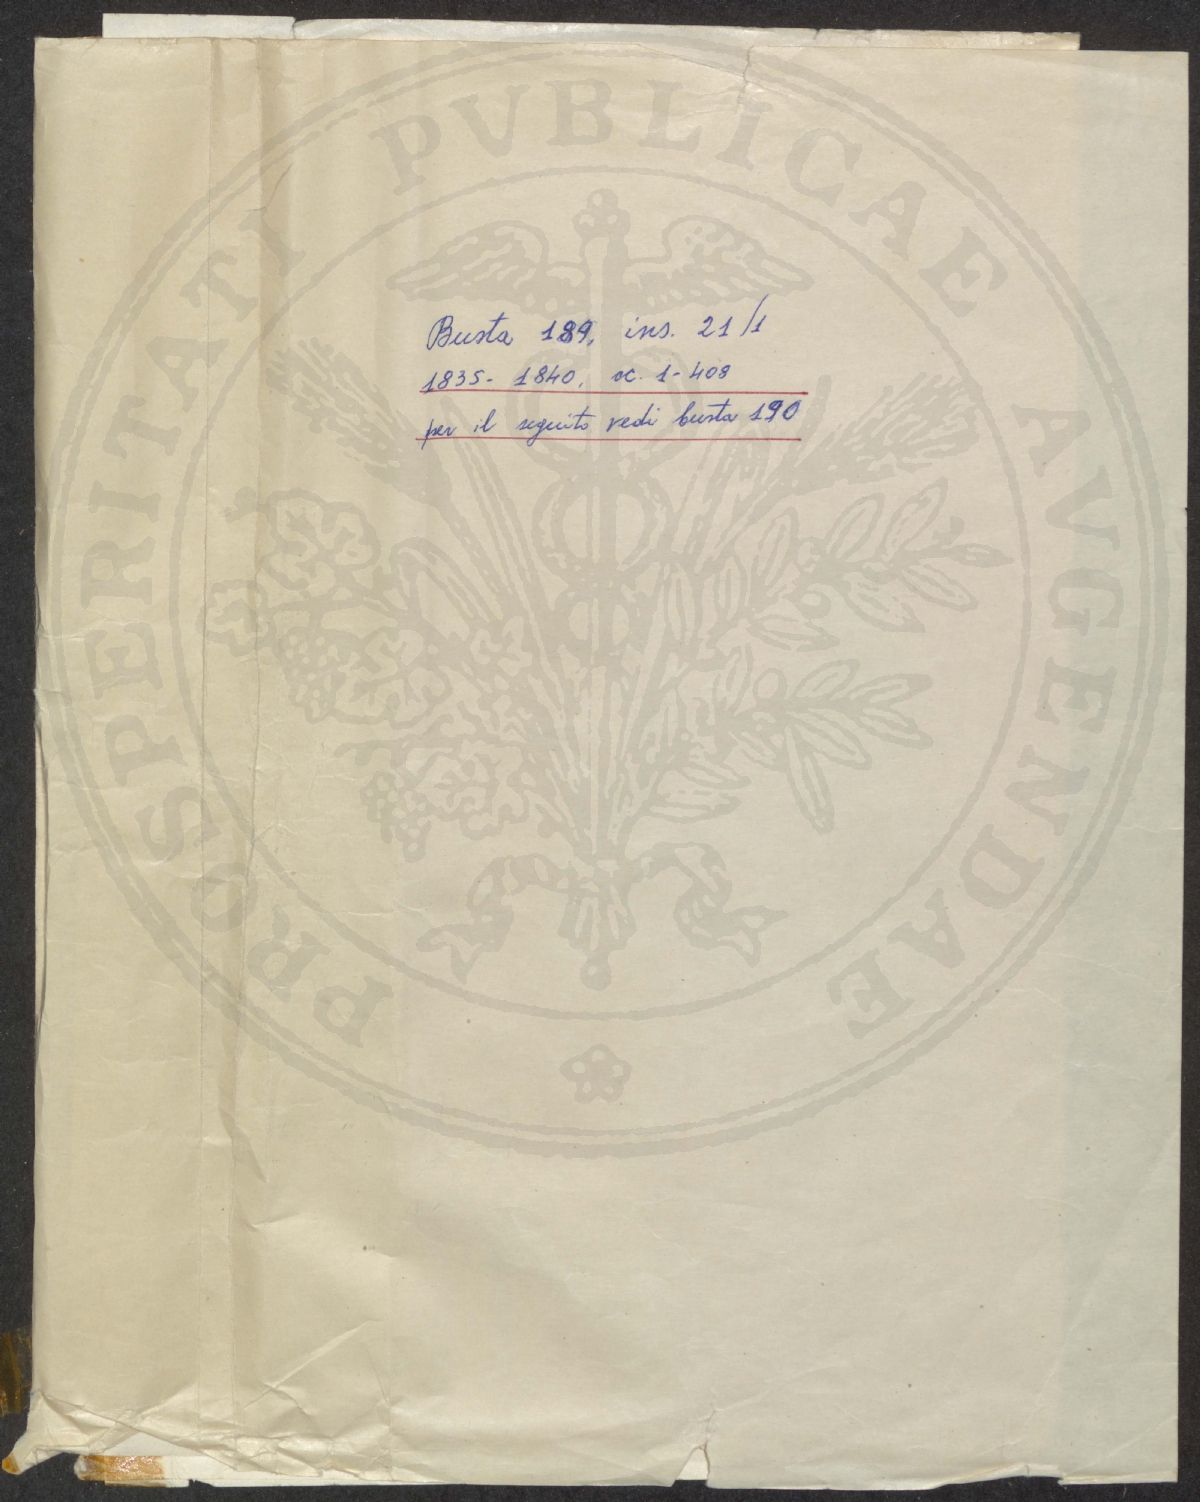 PROSPERITATI PVBLICAE AVGENDAE
Busta 189, ins. 21/1
1835-1840, cc. 1-408
per il seguito vedi busta 190